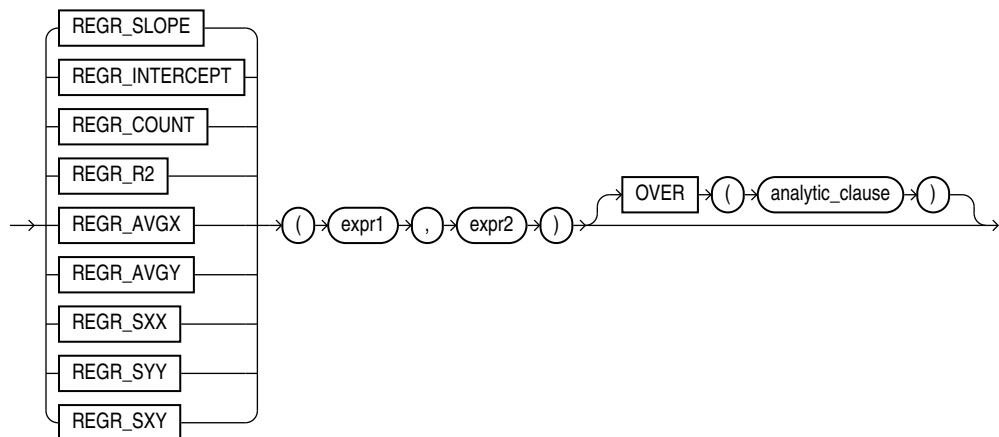 REGR_SLOPE
REGR_INTERCEPT
REGR_COUNT
REGR_R2
REGR_AVGX
REGR_AVGY
REGR_SXX
REGR_SYY
REGR_SXY
( expr1 , expr2 )
OVER ( analytic_clause )